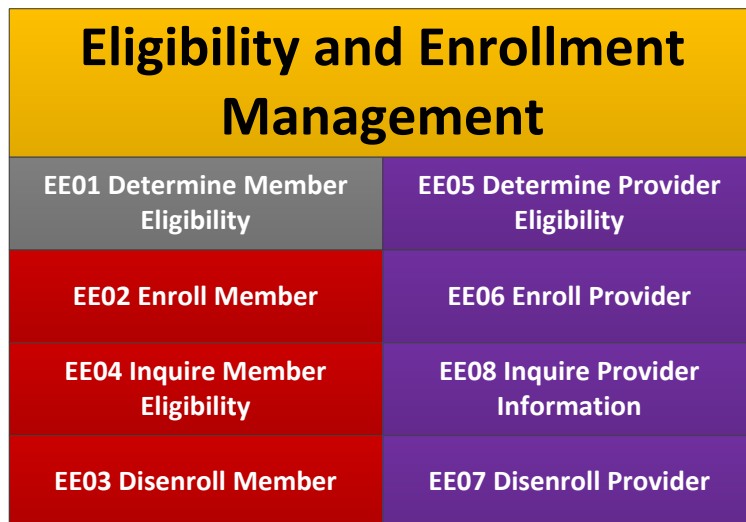 Eligibility and Enrollment
Management
EE01 Determine Member
Eligibility
EE05 Determine Provider
Eligibility
EE02 Enroll Member
EE06 Enroll Provider
EE04 Inquire Member
Eligibility
EE08 Inquire Provider
Information
EE03 Disenroll Member
EE07 Disenroll Provider